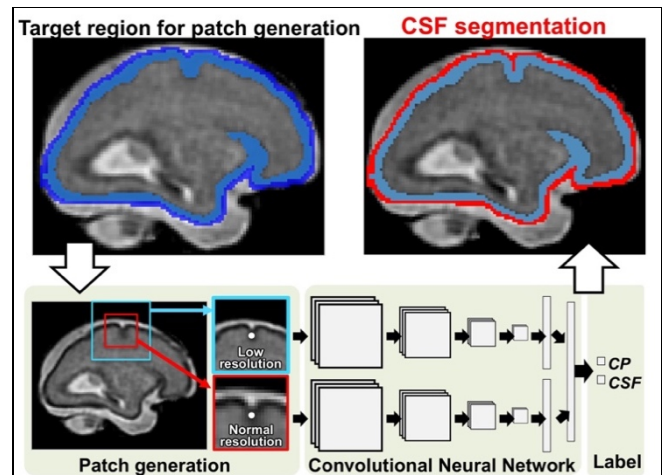 Target region for patch generation
CSF segmentation
Low
resolution
Normal
resolution
CP
CSF
Patch generation
Convolutional Neural Network
Label